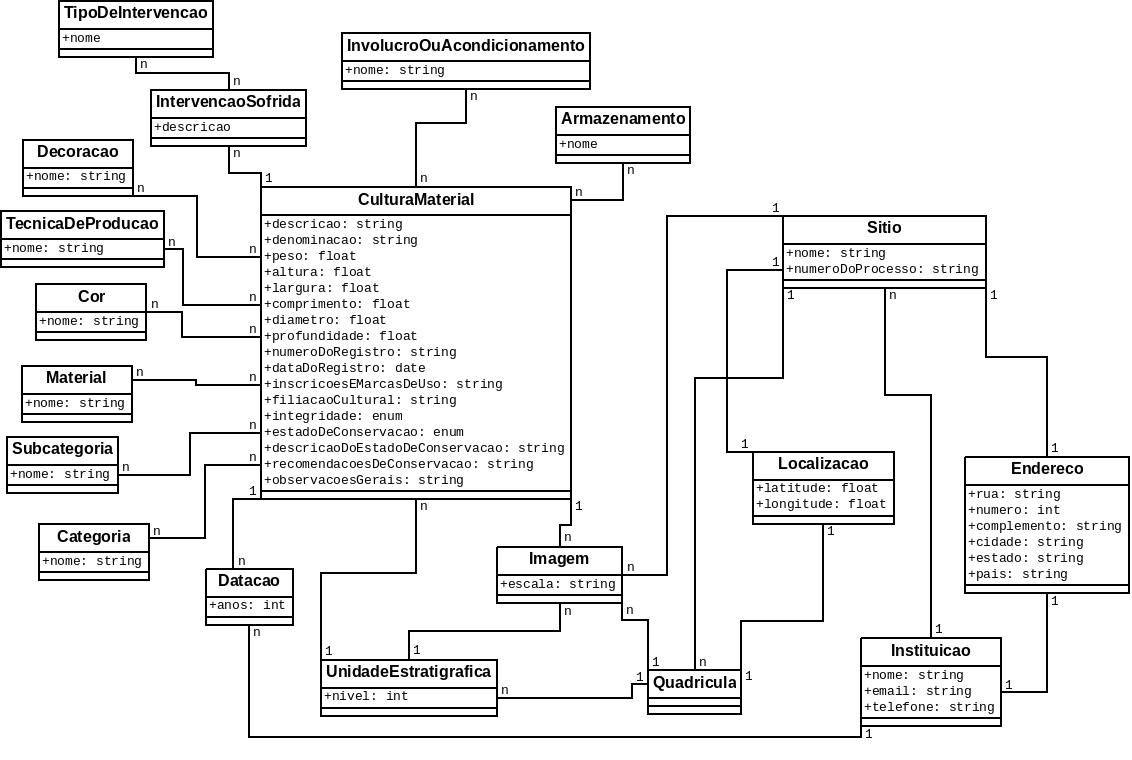 TipoDeIntervencao
+nome
n
n
IntervencaoSofrida
+descricao
n
1
InvolucroOuAcondicionamento
+nome: string
n
n
Armazenamento
+nome
n
n
Decoracao
+nome: string
n
n
TecnicaDeProducao
+nome: string
n
n
Cor
+nome: string
n
n
Material
+nome: string
n
n
Subcategoria
+nome: string
n
n
Categoria
+nome: string
n
n
CulturaMaterial
+descricao: string
+denominacao: string
+peso: float
+altura: float
+largura: float
+comprimento: float
+diametro: float
+profundidade: float
+numeroDoRegistro: string
+dataDoRegistro: date
+inscricoesEMarcasDeUso: string
+filiacaoCultural: string
+integridade: enum
+estadoDeConservacao: enum
+descricaoDoEstadoDeConservacao: string
+recomendacoesDeConservacao: string
+observacoesGerais: string
1
n
1
n
Datacao
+anos: int
n
n
Imagem
+escala: string
n
n
n
1
1
UnidadeEstratigrafica
+nivel: int
n
1
1
n
1
Quadricula
1
1
Sitio
+nome: string
+numeroDoProcesso: string
1
n
1
1
Localizacao
+latitude: float
+longitude: float
1
1
Endereco
+rua: string
+numero: int
+complemento: string
+cidade: string
+estado: string
+pais: string
1
1
Instituicao
+nome: string
+email: string
+telefone: string
1
1